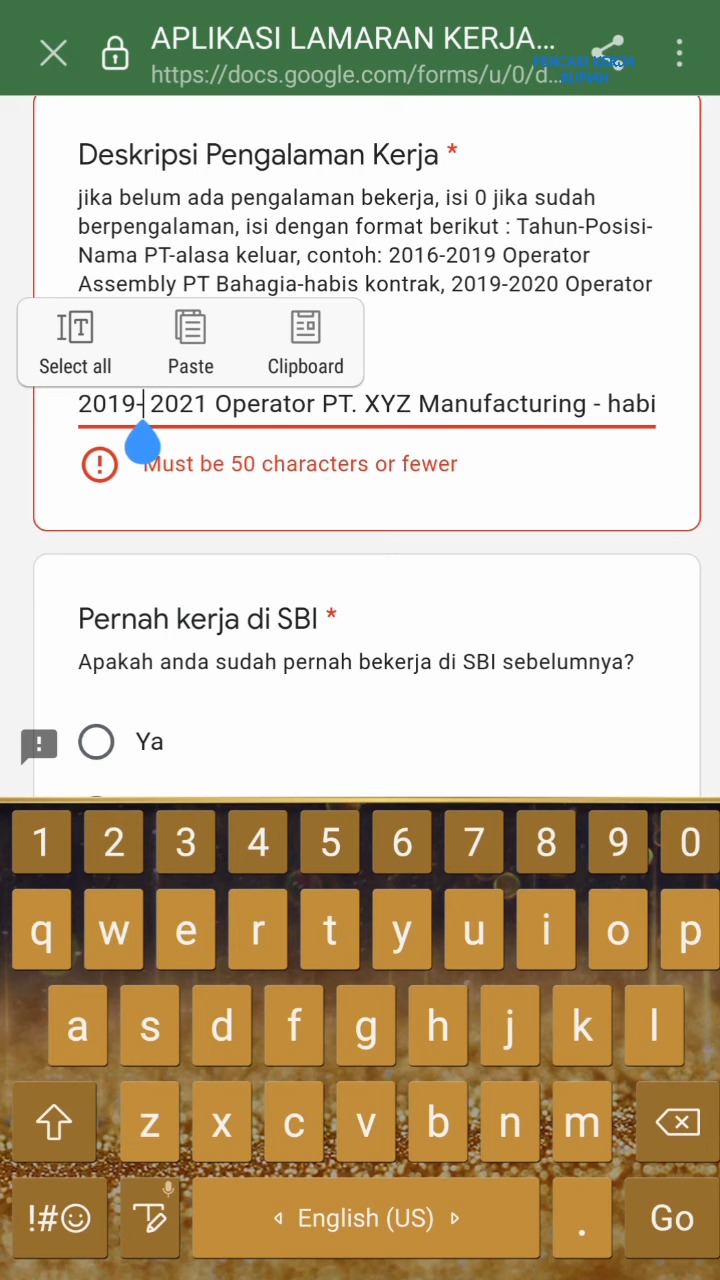 APLIKASI LAMARAN KERJA...
https://docs.google.com/forms/u/0/d...
PENCARI KERJA
RUPIAH
Deskripsi Pengalaman Kerja *
jika belum ada pengalaman bekerja, isi 0 jika sudah
berpengalaman, isi dengan format berikut : Tahun-Posisi-
Nama PT-alasa keluar, contoh: 2016-2019 Operator
Assembly PT Bahagia-habis kontrak, 2019-2020 Operator
Select all
Paste
Clipboard
2019- 2021 Operator PT. XYZ Manufacturing - habi
Must be 50 characters or fewer
Pernah kerja di SBI *
Apakah anda sudah pernah bekerja di SBI sebelumnya?
Ya
1 2 3 4 5 6 7 8 9 0
q w e r t y u i o p
a s d f g h j k l
z x c v b n m
!#☺ English (US) . Go